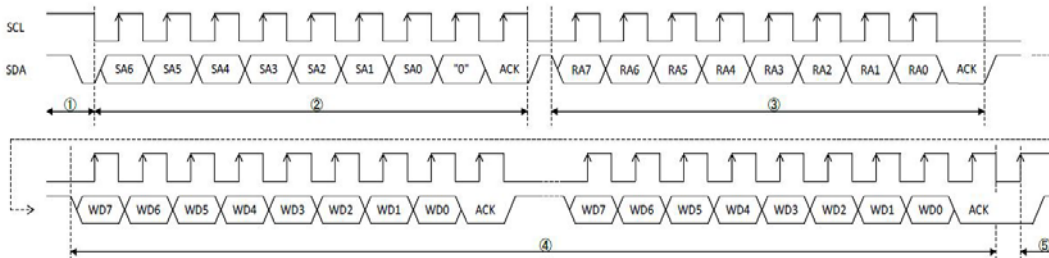 SCL
SDA SA6 SA5 SA4 SA3 SA2 SA1 SA0 "0" ACK RA7 RA6 RA5 RA4 RA3 RA2 RA1 RA0 ACK
① ② ③
WD7 WD6 WD5 WD4 WD3 WD2 WD1 WD0 ACK WD7 WD6 WD5 WD4 WD3 WD2 WD1 WD0 ACK
④ ⑤